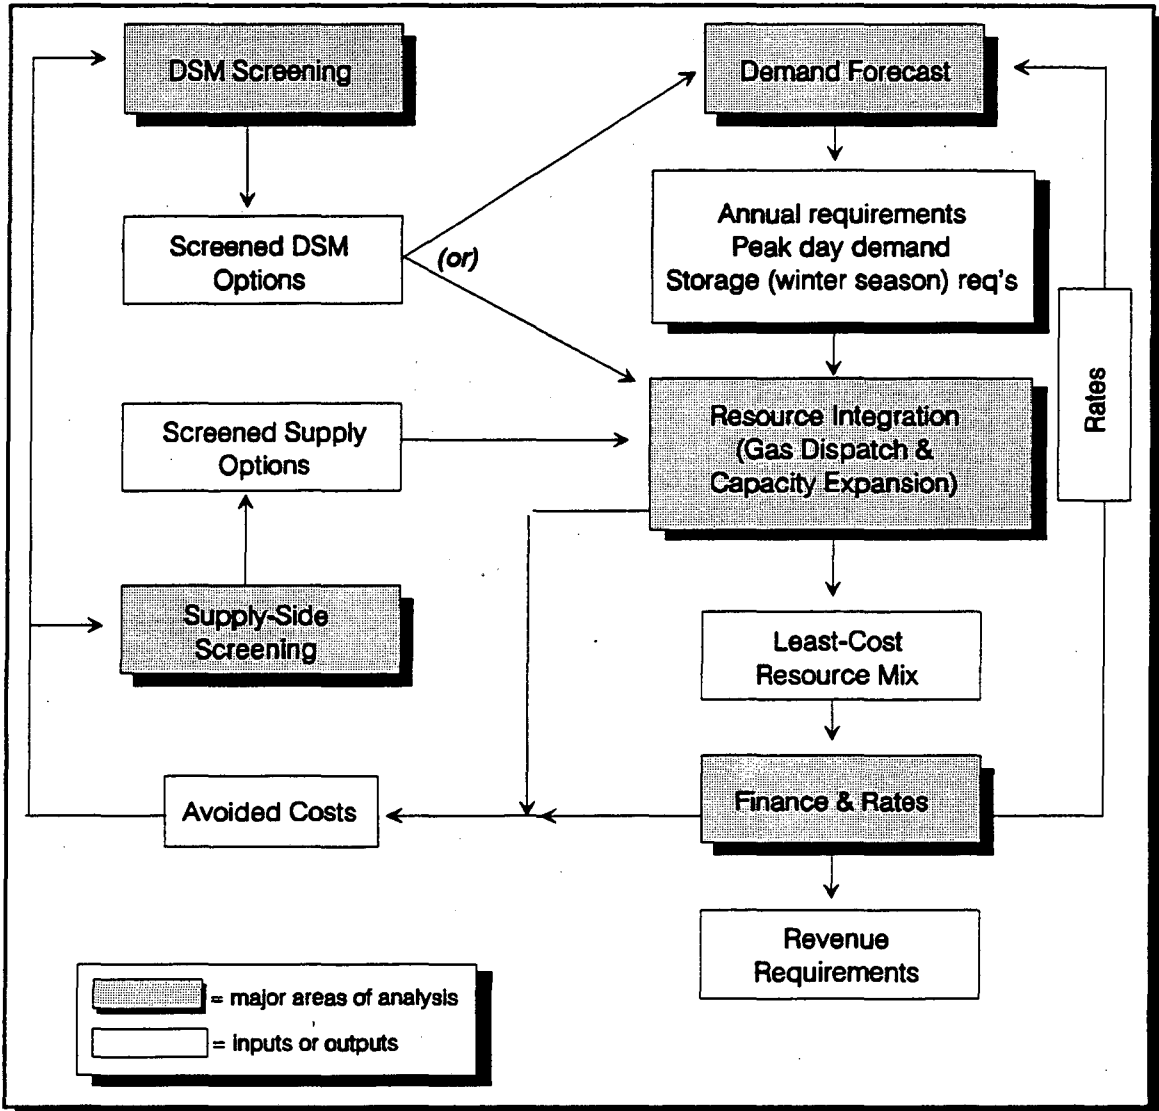 DSM Screening
Demand Forecast
Screened DSM
Options
(or)
Annual requirements
Peak day demand
Storage (winter season) req's
Rates
Screened Supply
Options
Resource Integration
(Gas Dispatch &
Capacity Expansion)
Supply-Side
Screening
Least-Cost
Resource Mix
Avoided Costs
Finance & Rates
Revenue
Requirements
= major areas of analysis
= inputs or outputs